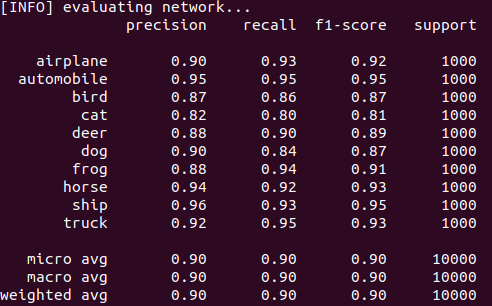 [INFO] evaluating network...
precision recall f1-score support
airplane 0.90 0.93 0.92 1000
automobile 0.95 0.95 0.95 1000
bird 0.87 0.86 0.87 1000
cat 0.82 0.80 0.81 1000
deer 0.88 0.90 0.89 1000
dog 0.90 0.84 0.87 1000
frog 0.88 0.94 0.91 1000
horse 0.94 0.92 0.93 1000
ship 0.96 0.93 0.95 1000
truck 0.92 0.95 0.93 1000
micro avg 0.90 0.90 0.90 10000
macro avg 0.90 0.90 0.90 10000
weighted avg 0.90 0.90 0.90 10000